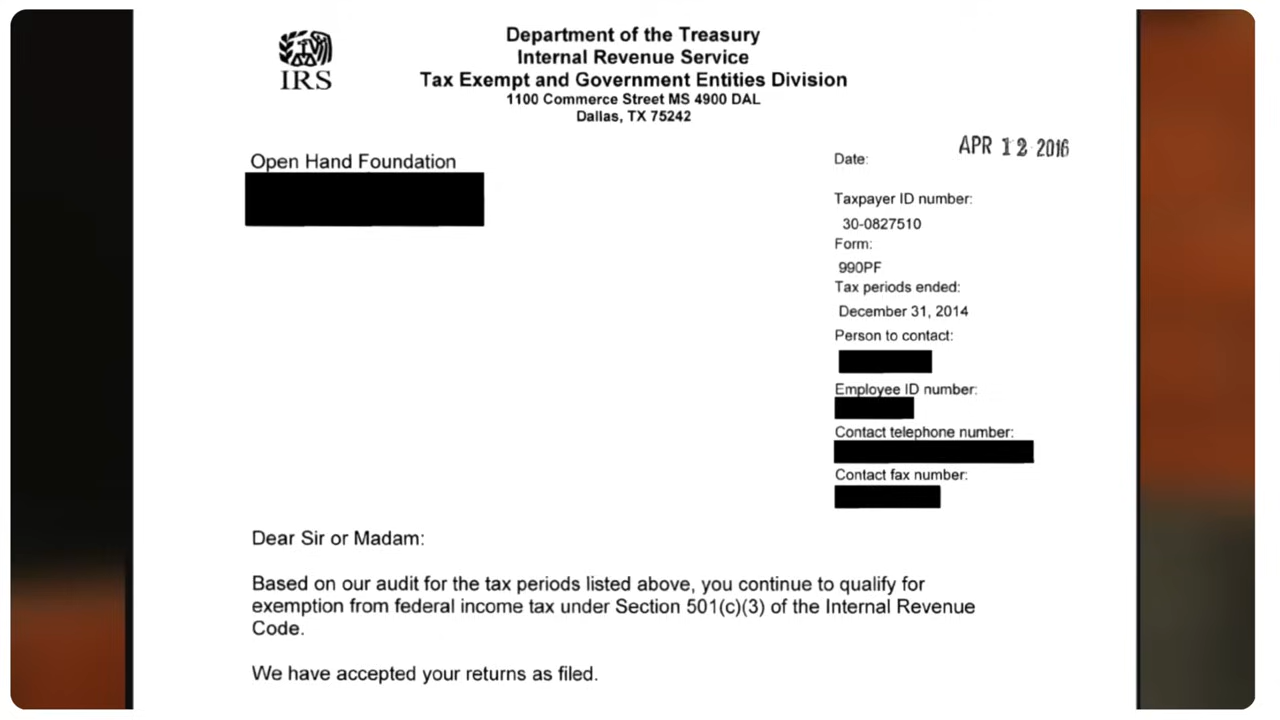 Department of the Treasury
Internal Revenue Service
Tax Exempt and Government Entities Division
1100 Commerce Street MS 4900 DAL
Dallas, TX 75242
IRS
Open Hand Foundation
Date:
APR 12 2016
Taxpayer ID number:
30-0827510
Form:
990PF
Tax periods ended:
December 31, 2014
Person to contact:
Employee ID number:
Contact telephone number:
Contact fax number:
Dear Sir or Madam:
Based on our audit for the tax periods listed above, you continue to qualify for
exemption from federal income tax under Section 501(c)(3) of the Internal Revenue
Code.
We have accepted your returns as filed.